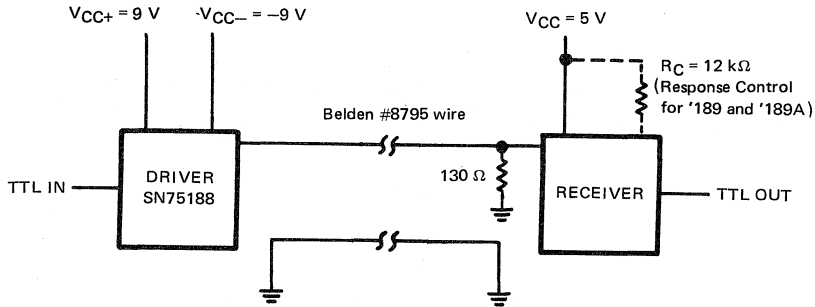 VCC+ = 9 V
-VCC– = –9 V
VCC = 5 V
RC = 12 kΩ
(Response Control
for '189 and '189A)
Belden #8795 wire
TTL IN
DRIVER
SN75188
130 Ω
RECEIVER
TTL OUT